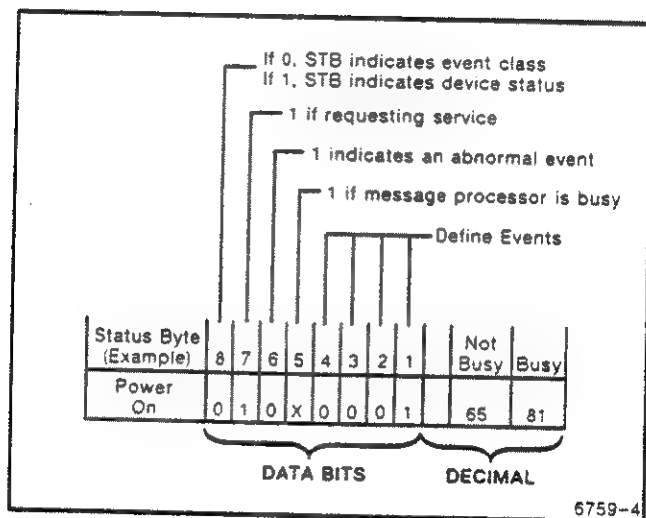 If 0, STB indicates event class
If 1, STB indicates device status
1 if requesting service
1 indicates an abnormal event
1 if message processor is busy
Define Events
Status Byte (Example) 8 7 6 5 4 3 2 1 Not Busy Busy
Power On 0 1 0 X 0 0 0 1 65 81
DATA BITS DECIMAL
6759-4